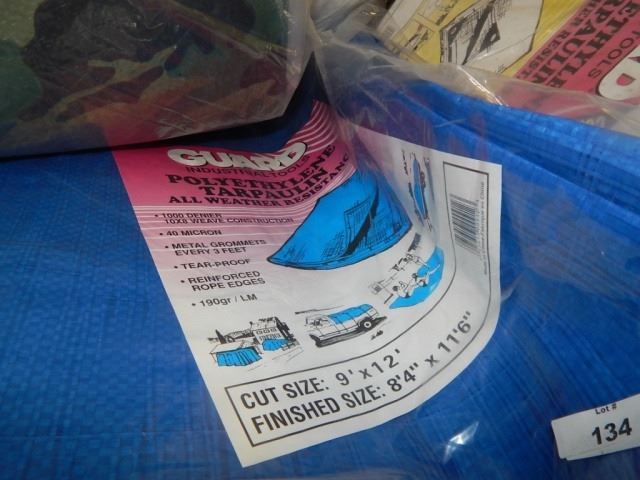 GUARD
INDUSTRIAL TOOLS
POLYETHYLENE
TARPAULIN
ALL WEATHER RESISTANCE
• 1000 DENIER
10X8 WEAVE CONSTRUCTION
• 40 MICRON
• METAL GROMMETS
EVERY 3 FEET
• TEAR-PROOF
• REINFORCED
ROPE EDGES
• 190gr / LM
CUT SIZE: 9' x 12'
FINISHED SIZE: 8'4" x 11'6"
Lot #
134
TOOLS